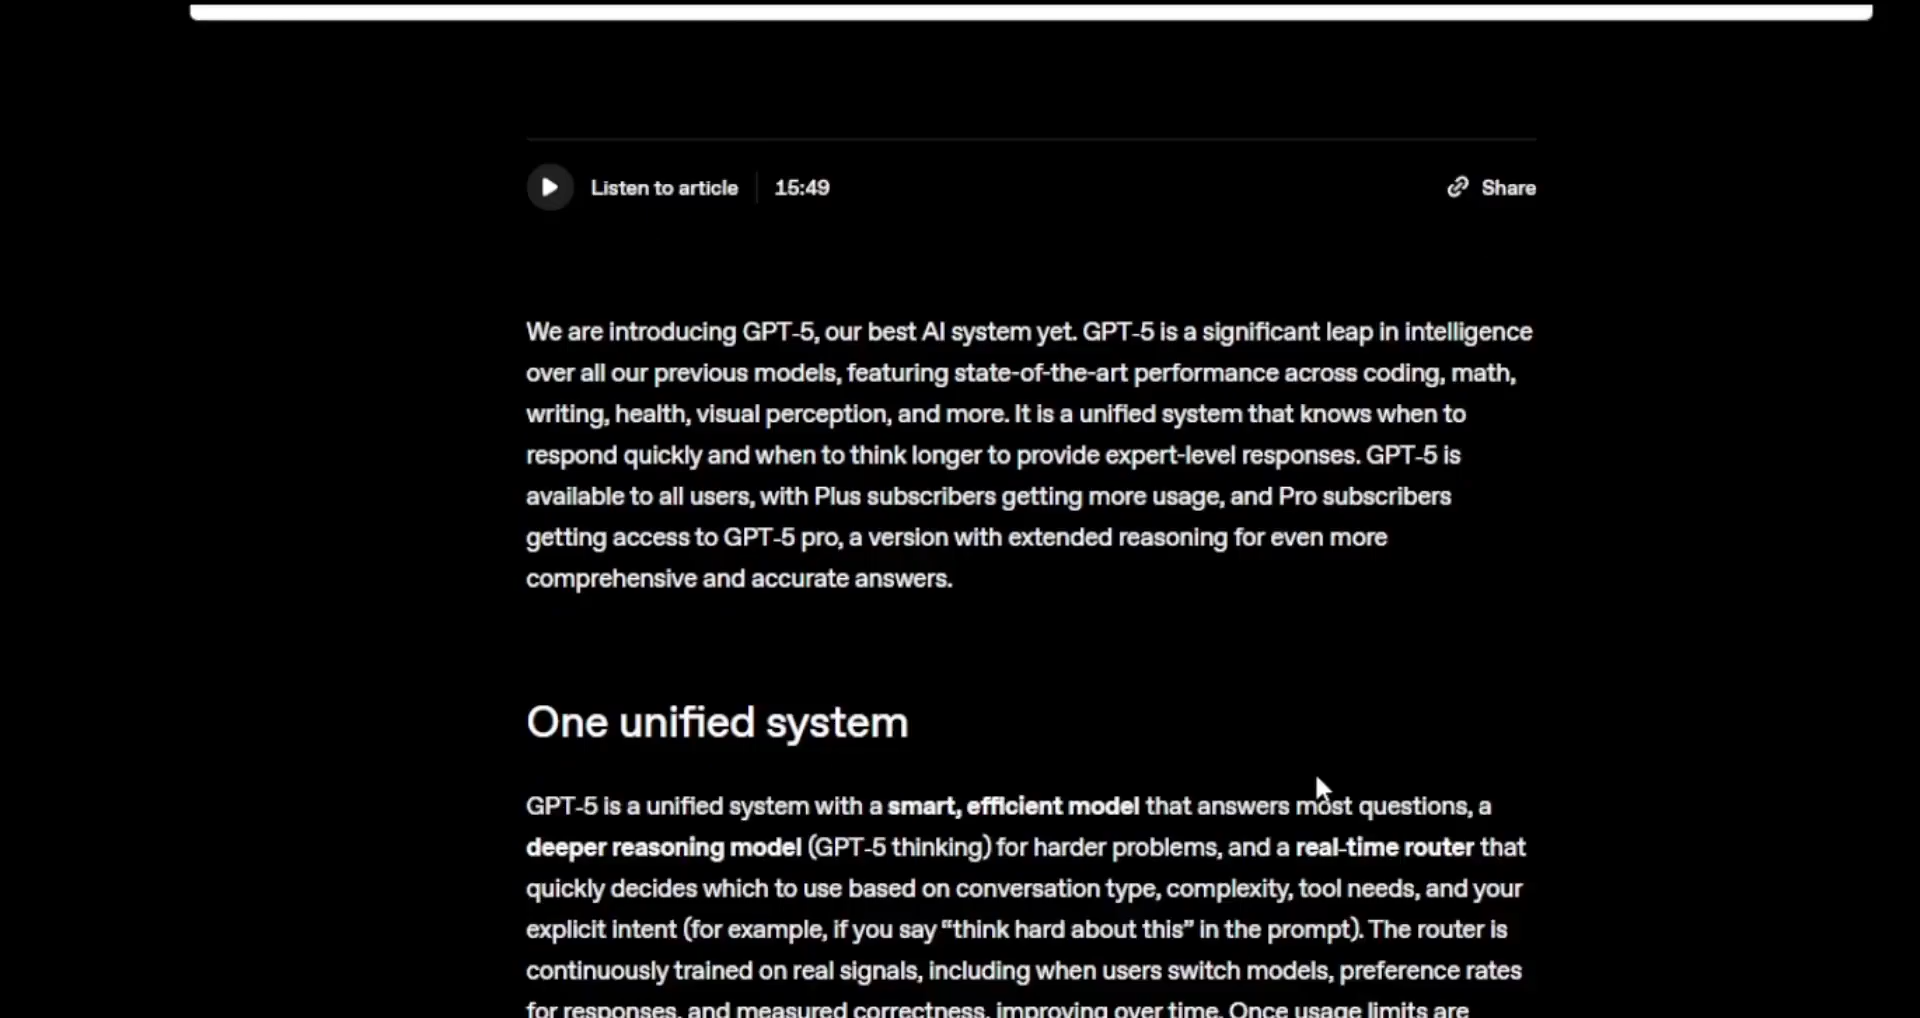 Listen to article
15:49
Share
We are introducing GPT-5, our best AI system yet. GPT-5 is a significant leap in intelligence
over all our previous models, featuring state-of-the-art performance across coding, math,
writing, health, visual perception, and more. It is a unified system that knows when to
respond quickly and when to think longer to provide expert-level responses. GPT-5 is
available to all users, with Plus subscribers getting more usage, and Pro subscribers
getting access to GPT-5 pro, a version with extended reasoning for even more
comprehensive and accurate answers.
One unified system
GPT-5 is a unified system with a smart, efficient model that answers most questions, a
deeper reasoning model (GPT-5 thinking) for harder problems, and a real-time router that
quickly decides which to use based on conversation type, complexity, tool needs, and your
explicit intent (for example, if you say “think hard about this” in the prompt). The router is
continuously trained on real signals, including when users switch models, preference rates
for responses, and measured correctness, improving over time. Once usage limits are